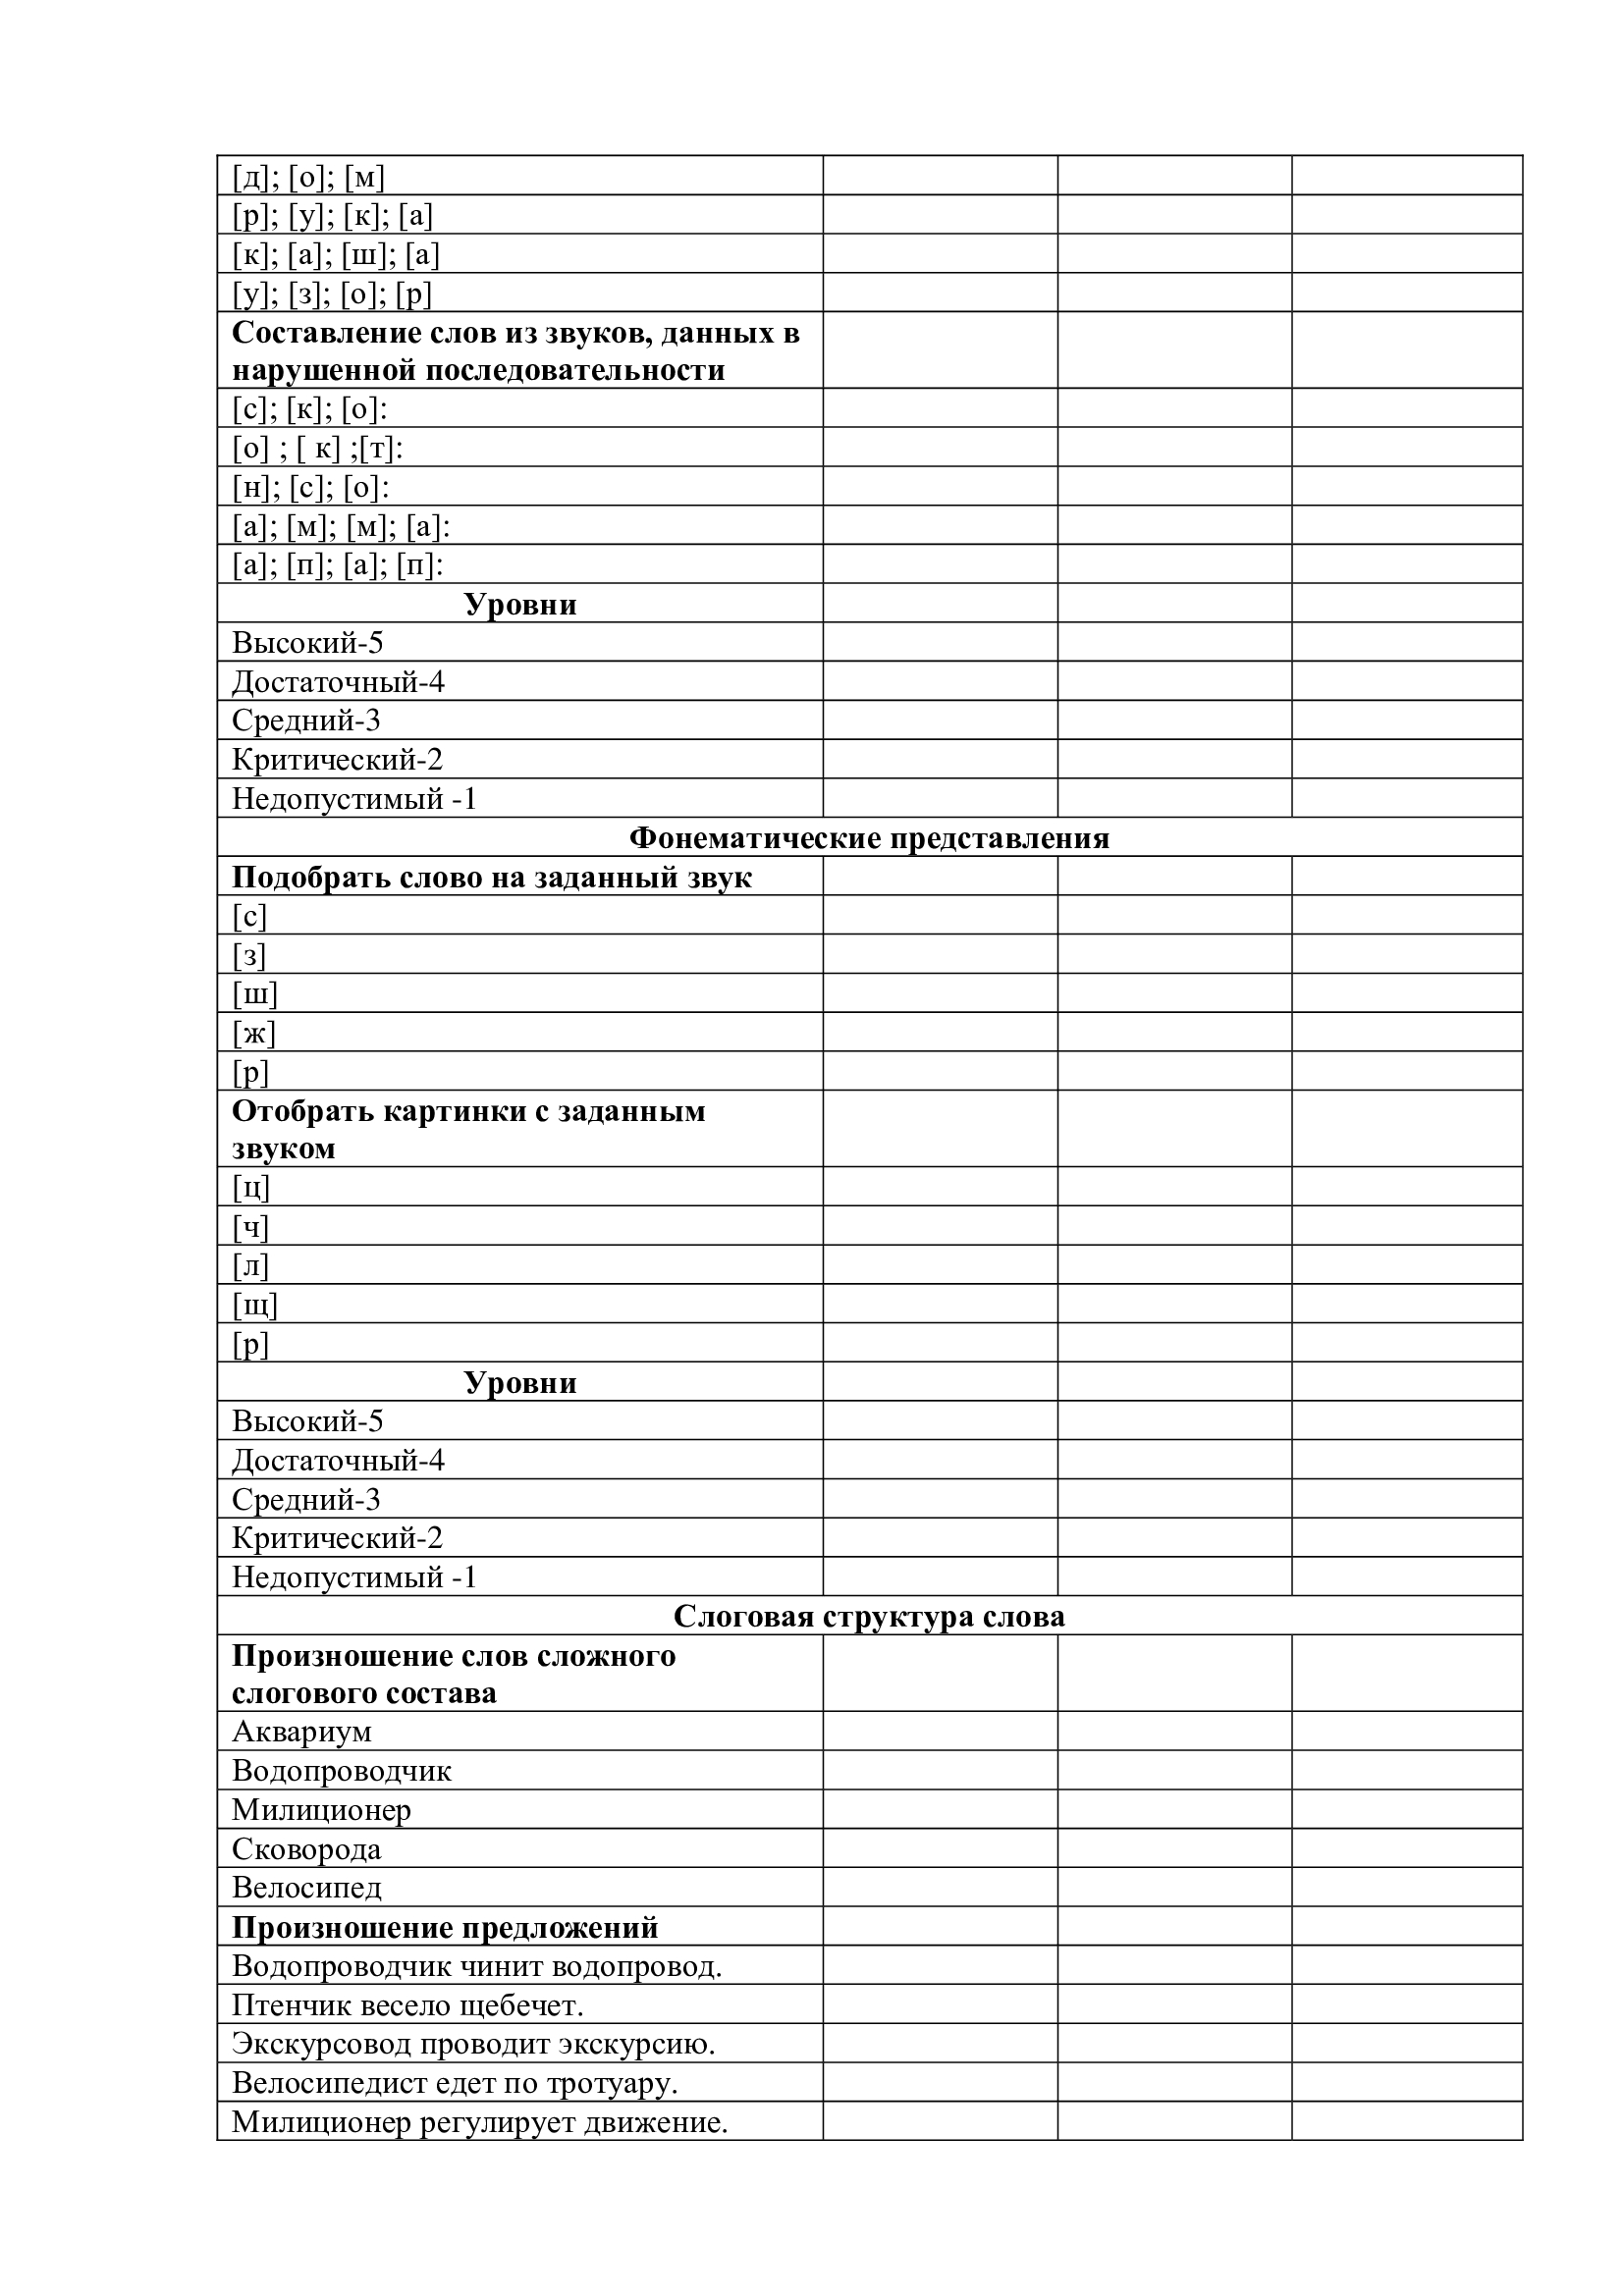 [д]; [о]; [м]
[р]; [у]; [к]; [а]
[к]; [а]; [ш]; [а]
[у]; [з]; [о]; [р]
Составление слов из звуков, данных в
нарушенной последовательности
[с]; [к]; [о]:
[о] ; [ к] ;[т]:
[н]; [с]; [о]:
[а]; [м]; [м]; [а]:
[а]; [п]; [а]; [п]:
Уровни
Высокий-5
Достаточный-4
Средний-3
Критический-2
Недопустимый -1
Фонематические представления
Подобрать слово на заданный звук
[с]
[з]
[ш]
[ж]
[р]
Отобрать картинки с заданным
звуком
[ц]
[ч]
[л]
[щ]
[р]
Уровни
Высокий-5
Достаточный-4
Средний-3
Критический-2
Недопустимый -1
Слоговая структура слова
Произношение слов сложного
слогового состава
Аквариум
Водопроводчик
Милиционер
Сковорода
Велосипед
Произношение предложений
Водопроводчик чинит водопровод.
Птенчик весело щебечет.
Экскурсовод проводит экскурсию.
Велосипедист едет по тротуару.
Милиционер регулирует движение.